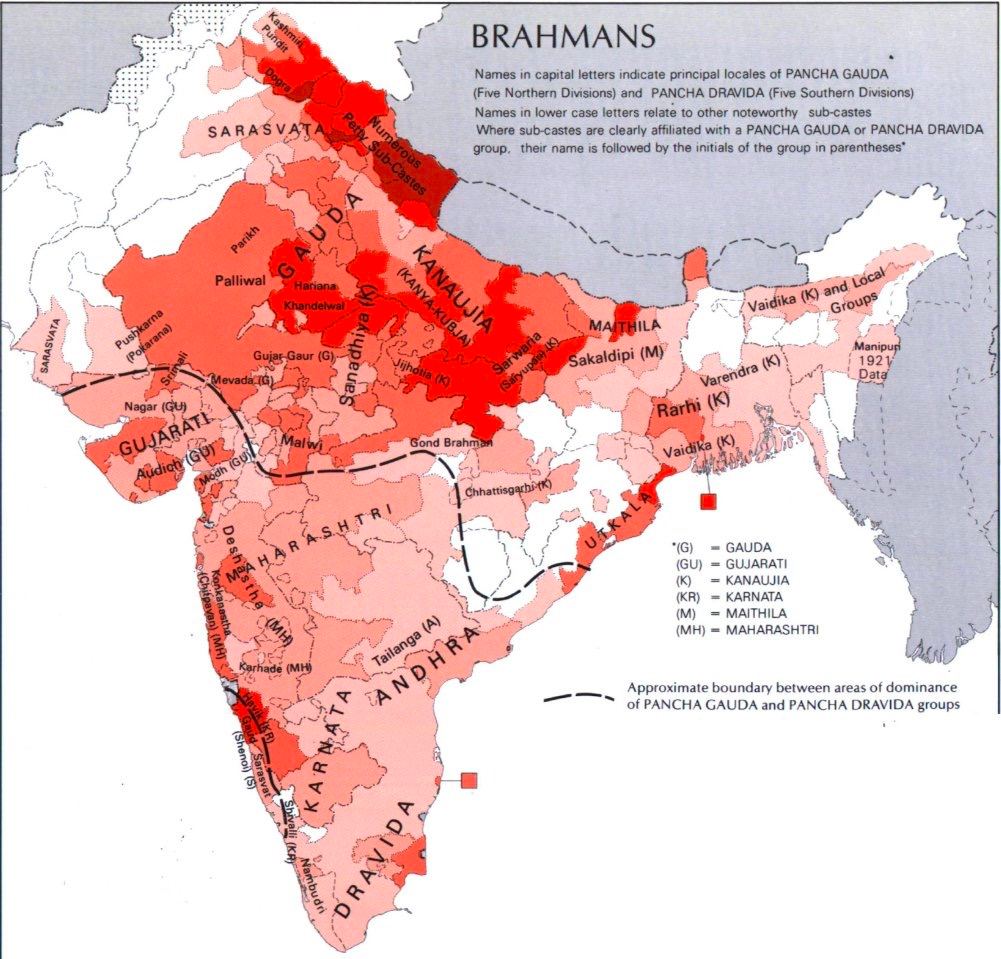 BRAHMANS
Names in capital letters indicate principal locales of PANCHA GAUDA
(Five Northern Divisions) and PANCHA DRAVIDA (Five Southern Divisions)
Names in lower case letters relate to other noteworthy sub-castes
Where sub-castes are clearly affiliated with a PANCHA GAUDA or PANCHA DRAVIDA
group, their name is followed by the initials of the group in parentheses*
Kashmiri
Pundit
Dogra
SARASVATA
Numerous
Petty Sub-Castes
GAUDA
Parikh
Palliwal
Hariana
Khandelwal
KANAUJIA
(KANYAKUBJA)
Sanadhiya (K)
Pushkarna
(Pokarana)
SARASVATA
Srimali
Gujar Gaur (G)
Mevada (G)
Jijhotia (K)
Sarwaria
(Saryupari) (K)
MAITHILA
Sakaldipi (M)
Vaidika (K) and Local
Groups
Manipuri
1921
Data
Varendra (K)
Rarhi (K)
Vaidika (K)
Nagar (GU)
GUJARATI
Audich (GU)
Modh (GU)
Malwi
Gond Brahman
Chhattisgarhi (K)
UTKALA
MAHARASHTRI
Deshastha (MH)
Konkanastha
(Chitpavan) (MH)
Karhade (MH)
Tailanga (A)
ANDHRA
KARNATA
Havik (KR)
Gaud Sarasvat
(Shenoi) (S)
Shivalli (KR)
Nambudri
DRAVIDA
*(G) = GAUDA
(GU) = GUJARATI
(K) = KANAUJIA
(KR) = KARNATA
(M) = MAITHILA
(MH) = MAHARASHTRI
Approximate boundary between areas of dominance
of PANCHA GAUDA and PANCHA DRAVIDA groups